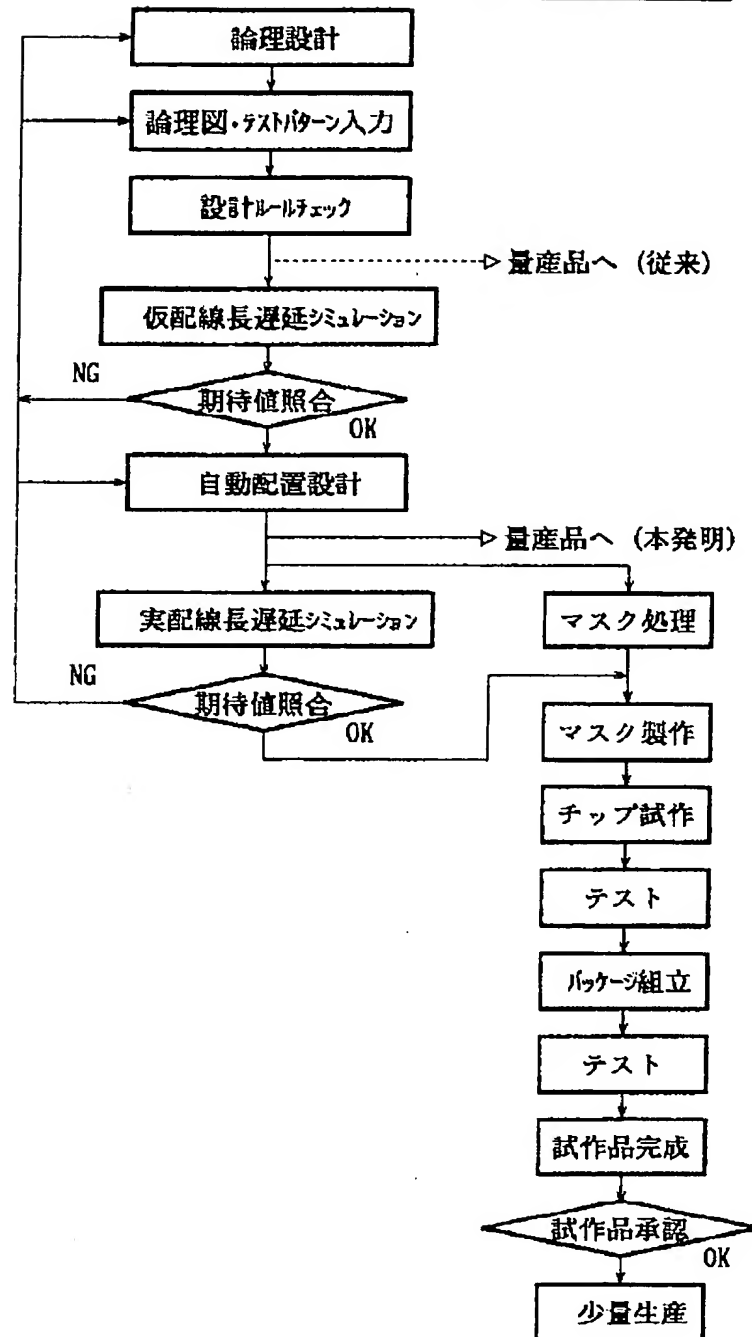 論理設計
論理図・テストパターン入力
設計ルールチェック
量産品へ (従来)
仮配線長遅延シミュレーション
NG
期待値照合
OK
自動配置設計
量産品へ (本発明)
実配線長遅延シミュレーション
マスク処理
NG
期待値照合
OK
マスク製作
チップ試作
テスト
パッケージ組立
テスト
試作品完成
試作品承認
OK
少量生産